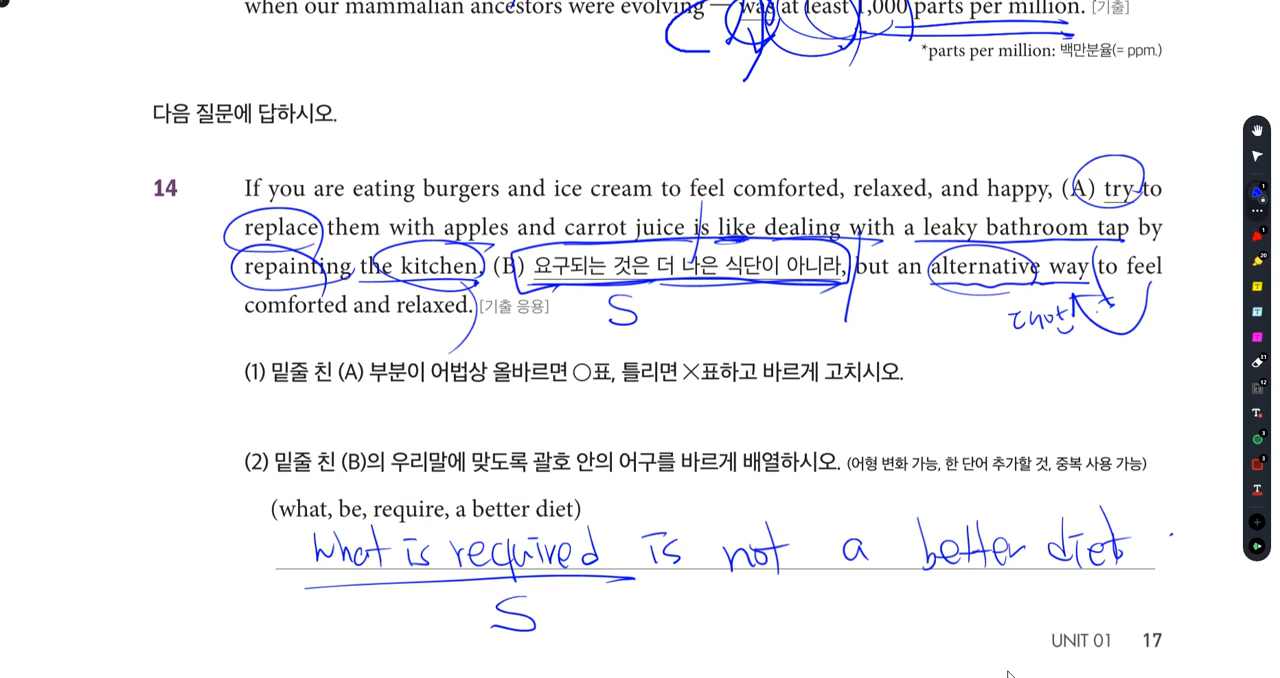 when our mammalian ancestors were evolving — was at least 1,000 parts per million. [기출]
*parts per million: 백만분율(= ppm.)
다음 질문에 답하시오.
14 If you are eating burgers and ice cream to feel comforted, relaxed, and happy, (A) try to
replace them with apples and carrot juice is like dealing with a leaky bathroom tap by
repainting the kitchen. (B) 요구되는 것은 더 나은 식단이 아니라, but an alternative way to feel
S
comforted and relaxed. [기출 응용]
(1) 밑줄 친 (A) 부분이 어법상 올바르면 ○표, 틀리면 ×표하고 바르게 고치시오.
(2) 밑줄 친 (B)의 우리말에 맞도록 괄호 안의 어구를 바르게 배열하시오. (어형 변화 가능, 한 단어 추가할 것, 중복 사용 가능)
(what, be, require, a better diet)
What is required is not a better diet
S
UNIT 01 17